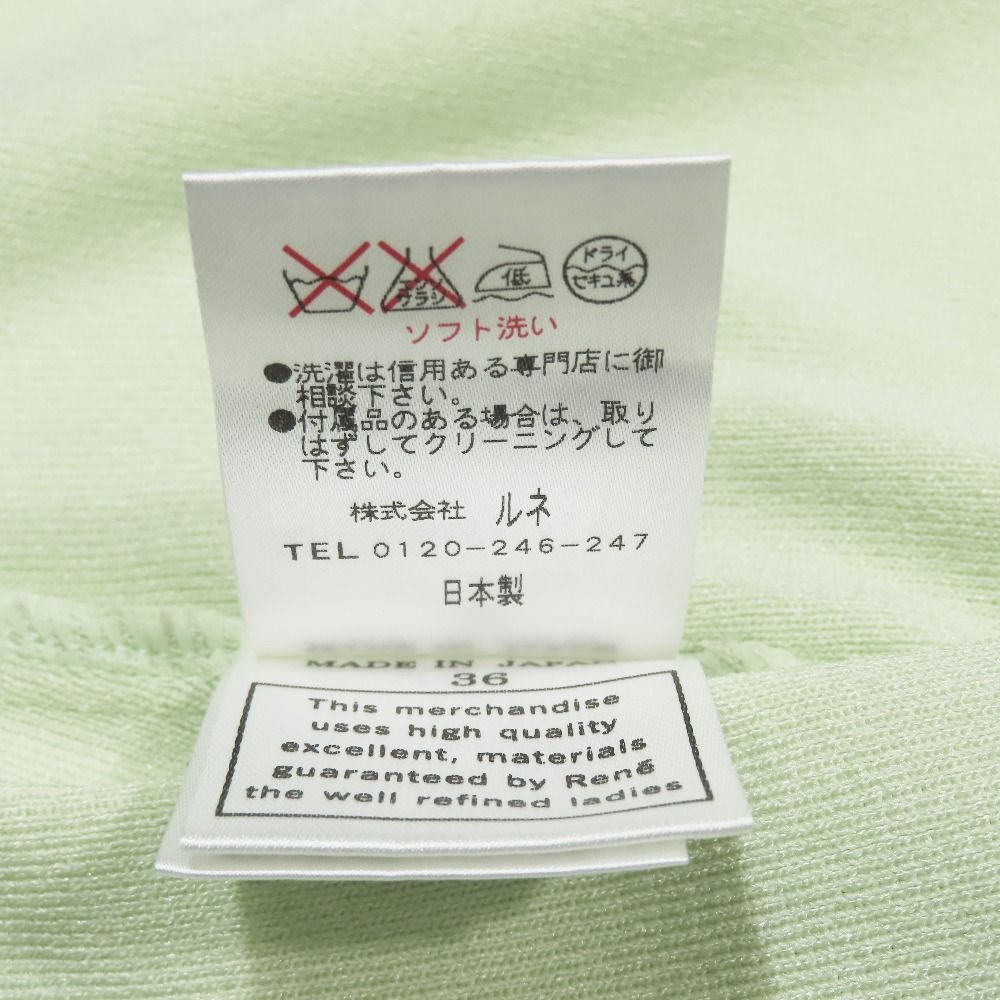 エンソ
サラシ
低
ドライ
セキユ系
ソフト洗い
●洗濯は信用ある専門店に御
相談下さい。
●付属品のある場合は、取り
はずしてクリーニングして
下さい。
株式会社 ルネ
TEL 0120-246-247
日本製
MADE IN JAPAN
36
This merchandise
uses high quality
excellent, materials
guaranteed by René
the well refined ladies